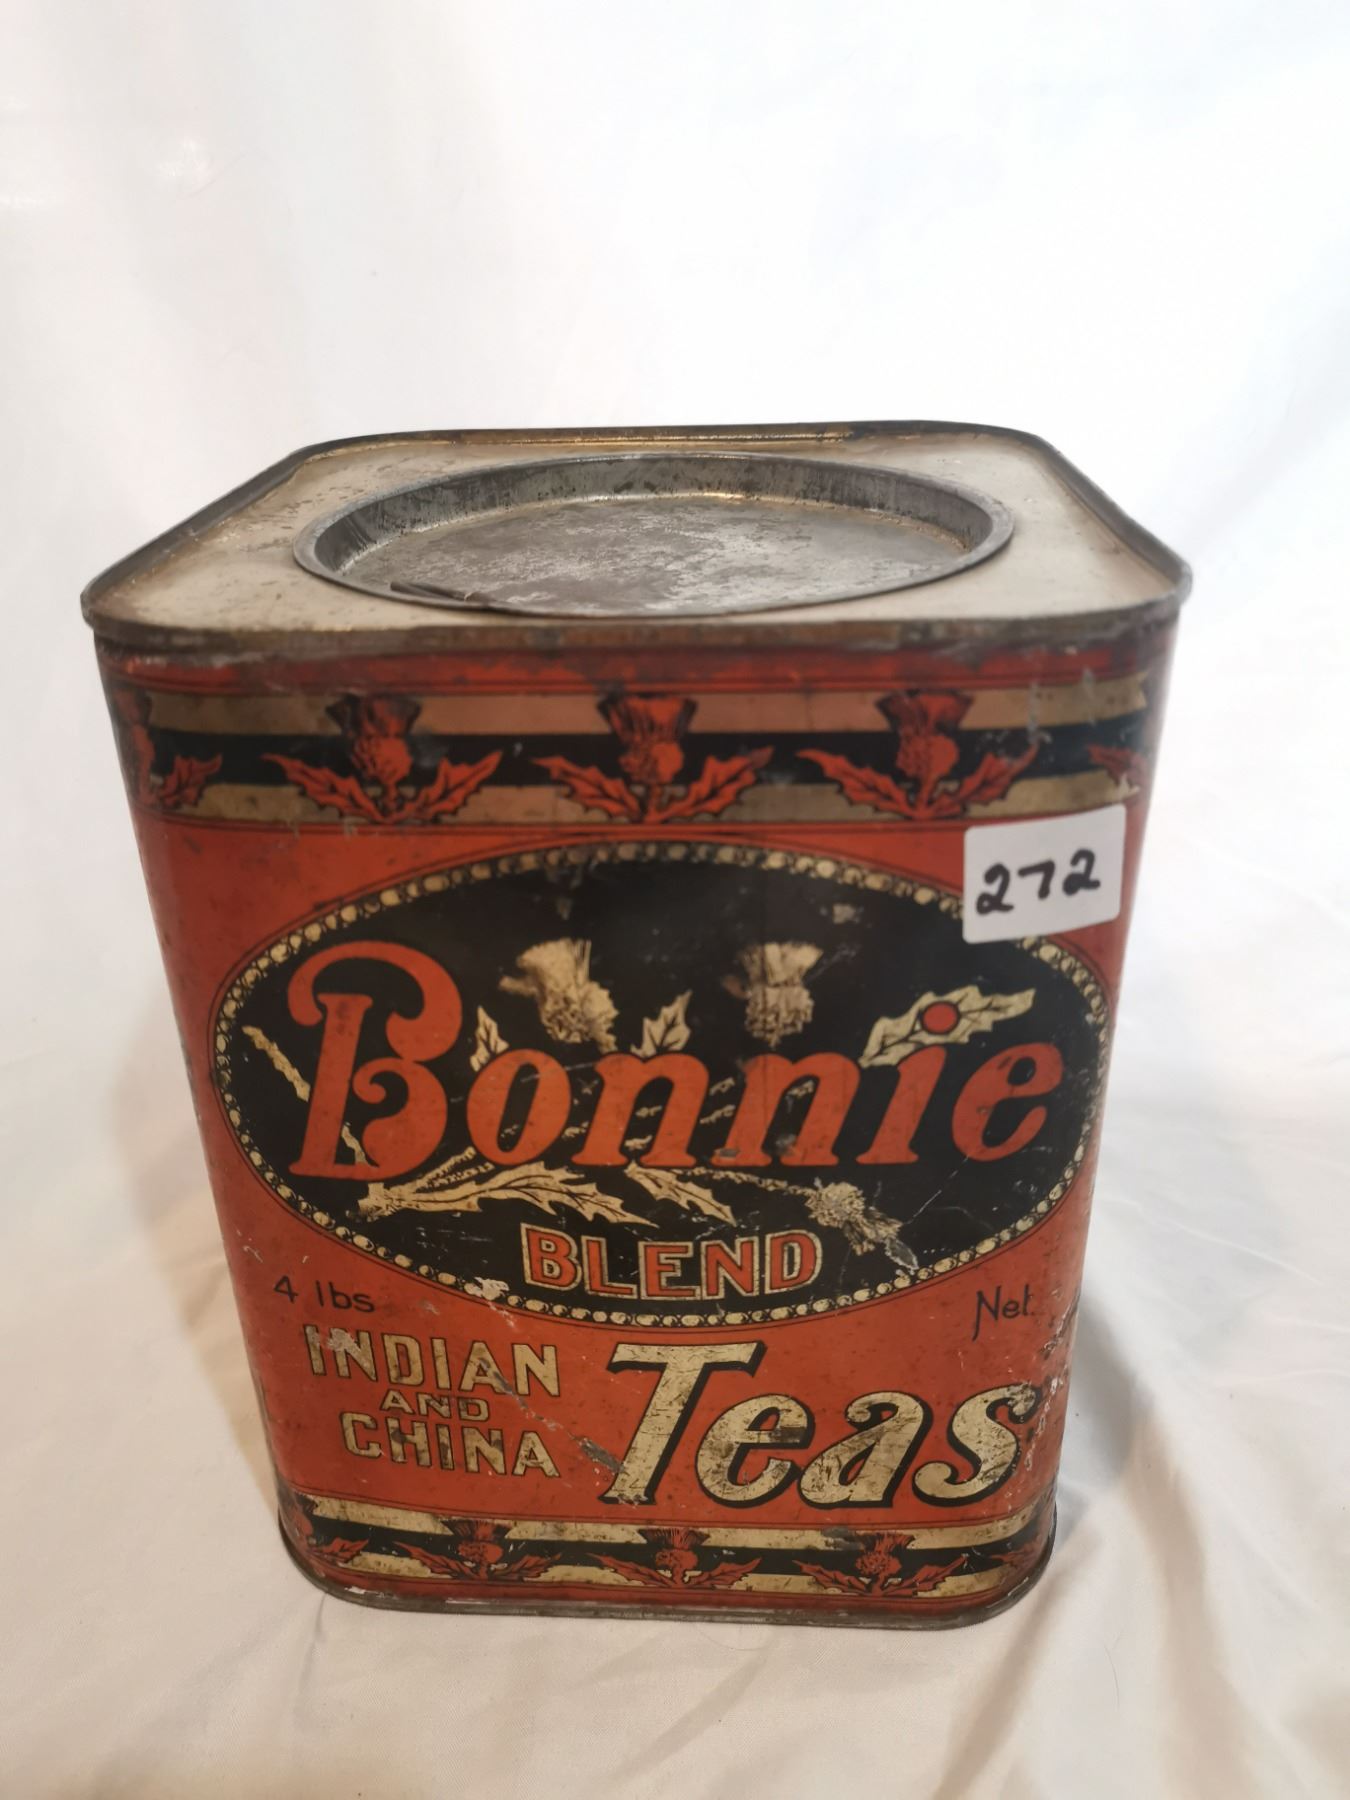 272
Bonnie
BLEND
4 lbs Net.
INDIAN
AND
CHINA
Teas